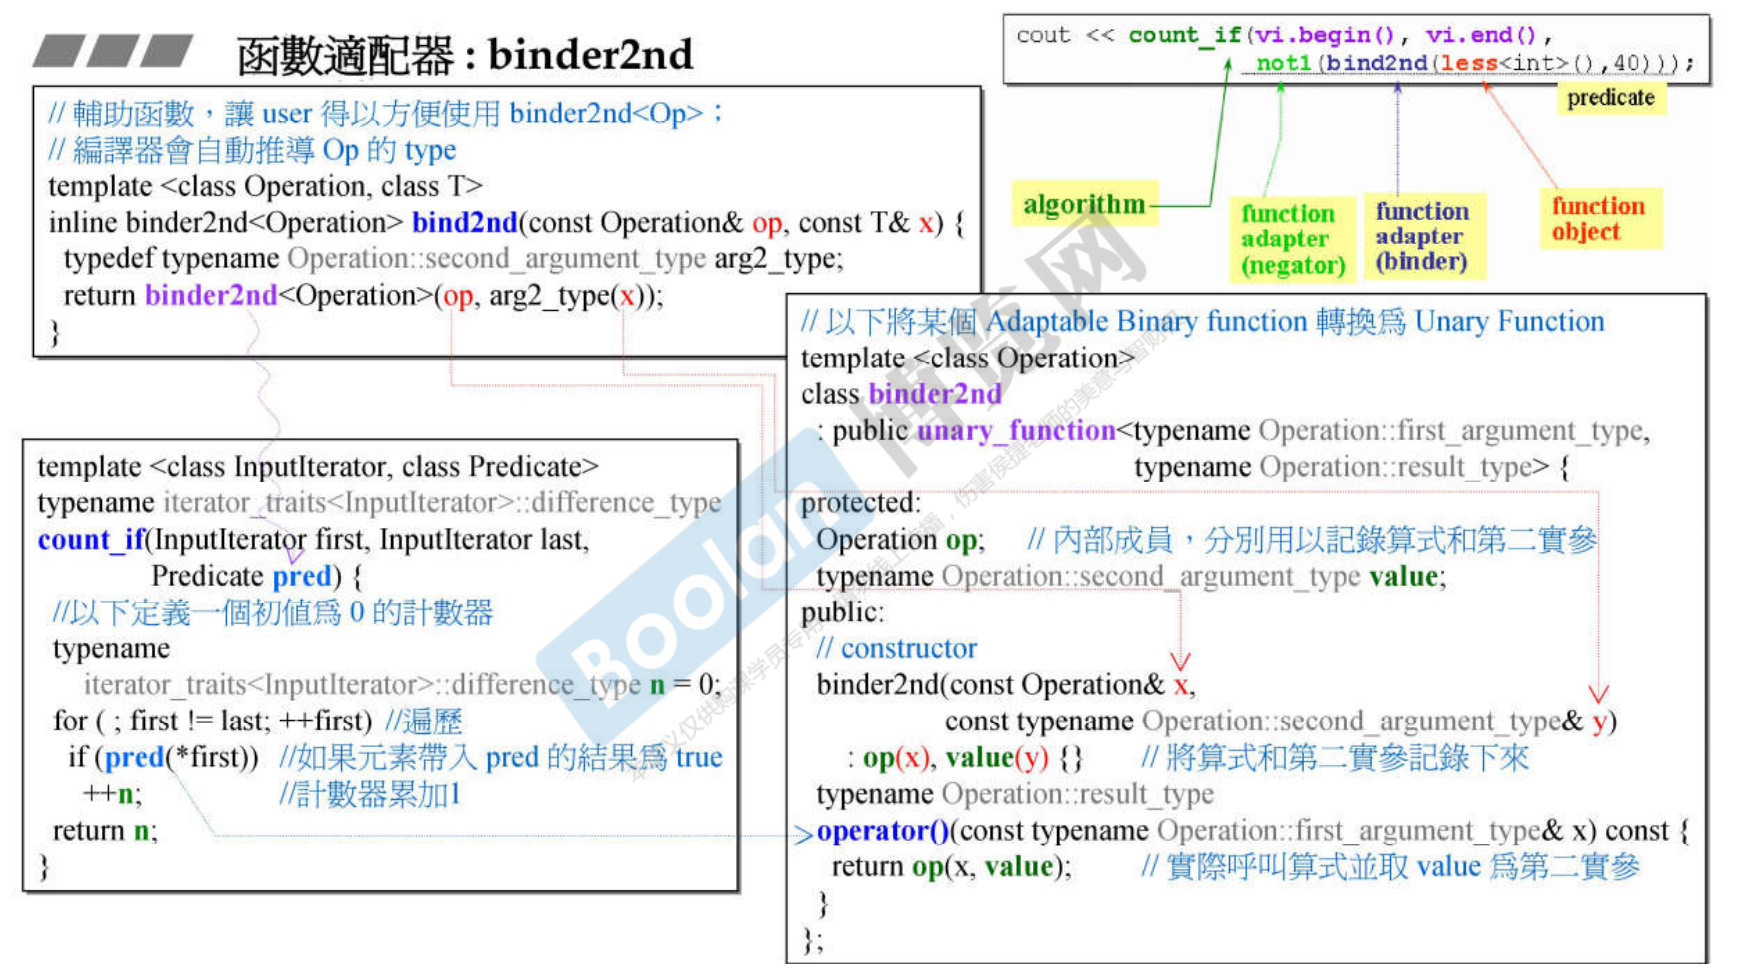 函數適配器 : binder2nd
cout << count_if(vi.begin(), vi.end(),
not1(bind2nd(less<int>(),40)));
predicate
algorithm
function
adapter
(negator)
function
adapter
(binder)
function
object
// 輔助函數，讓 user 得以方便使用 binder2nd<Op>；
// 編譯器會自動推導 Op 的 type
template <class Operation, class T>
inline binder2nd<Operation> bind2nd(const Operation& op, const T& x) {
typedef typename Operation::second_argument_type arg2_type;
return binder2nd<Operation>(op, arg2_type(x));
}
template <class InputIterator, class Predicate>
typename iterator_traits<InputIterator>::difference_type
count_if(InputIterator first, InputIterator last,
Predicate pred) {
//以下定義一個初值爲 0 的計數器
typename
iterator_traits<InputIterator>::difference_type n = 0;
for ( ; first != last; ++first) //遍歷
if (pred(*first)) //如果元素帶入 pred 的結果爲 true
++n; //計數器累加1
return n;
}
// 以下將某個 Adaptable Binary function 轉換爲 Unary Function
template <class Operation>
class binder2nd
: public unary_function<typename Operation::first_argument_type,
typename Operation::result_type> {
protected:
Operation op; // 內部成員，分別用以記錄算式和第二實參
typename Operation::second_argument_type value;
public:
// constructor
binder2nd(const Operation& x,
const typename Operation::second_argument_type& y)
: op(x), value(y) {} // 將算式和第二實參記錄下來
typename Operation::result_type
operator()(const typename Operation::first_argument_type& x) const {
return op(x, value); // 實際呼叫算式並取 value 爲第二實參
}
};
Boolan
博览网